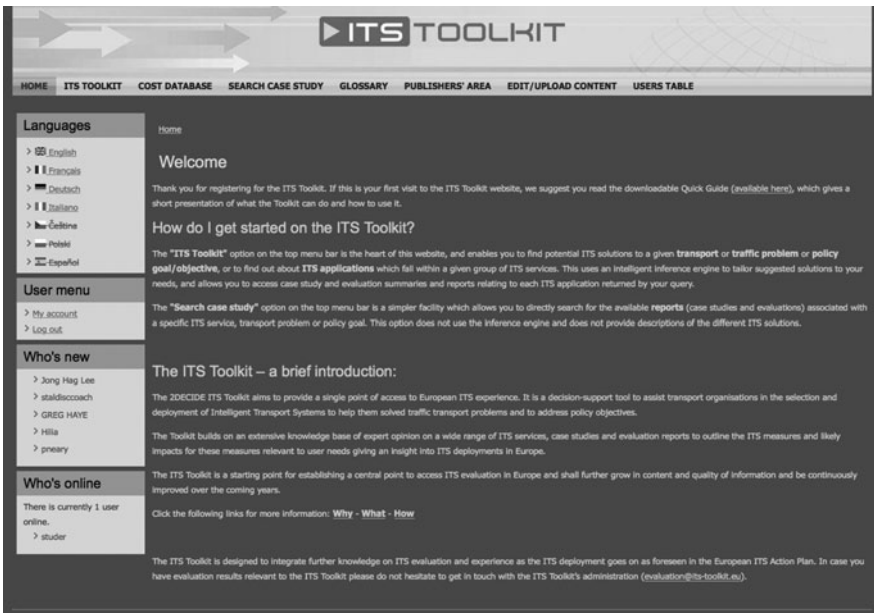 ITS TOOLKIT
HOME ITS TOOLKIT COST DATABASE SEARCH CASE STUDY GLOSSARY PUBLISHERS' AREA EDIT/UPLOAD CONTENT USERS TABLE
Languages
> English
> Français
> Deutsch
> Italiano
> Čeština
> Polski
> Español
User menu
> My account
> Log out
Who's new
> Jong Hag Lee
> staldisccoach
> GREG HAYE
> Hilia
> pneary
Who's online
There is currently 1 user
online.
> studer
Home
Welcome
Thank you for registering for the ITS Toolkit. If this is your first visit to the ITS Toolkit website, we suggest you read the downloadable Quick Guide (available here), which gives a
short presentation of what the Toolkit can do and how to use it.
How do I get started on the ITS Toolkit?
The "ITS Toolkit" option on the top menu bar is the heart of this website, and enables you to find potential ITS solutions to a given transport or traffic problem or policy
goal/objective, or to find out about ITS applications which fall within a given group of ITS services. This uses an intelligent inference engine to tailor suggested solutions to your
needs, and allows you to access case study and evaluation summaries and reports relating to each ITS application returned by your query.
The "Search case study" option on the top menu bar is a simpler facility which allows you to directly search for the available reports (case studies and evaluations) associated with
a specific ITS service, transport problem or policy goal. This option does not use the inference engine and does not provide descriptions of the different ITS solutions.
The ITS Toolkit – a brief introduction:
The 2DECIDE ITS Toolkit aims to provide a single point of access to European ITS experience. It is a decision-support tool to assist transport organisations in the selection and
deployment of Intelligent Transport Systems to help them solved traffic transport problems and to address policy objectives.
The Toolkit builds on an extensive knowledge base of expert opinion on a wide range of ITS services, case studies and evaluation reports to outline the ITS measures and likely
impacts for these measures relevant to user needs giving an insight into ITS deployments in Europe.
The ITS Toolkit is a starting point for establishing a central point to access ITS evaluation in Europe and shall further grow in content and quality of information and be continuously
improved over the coming years.
Click the following links for more information: Why - What - How
The ITS Toolkit is designed to integrate further knowledge on ITS evaluation and experience as the ITS deployment goes on as foreseen in the European ITS Action Plan. In case you
have evaluation results relevant to the ITS Toolkit please do not hesitate to get in touch with the ITS Toolkit's administration (evaluation@its-toolkit.eu).